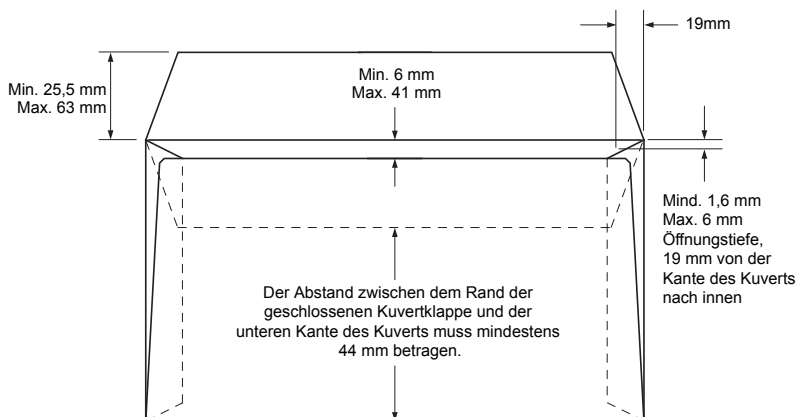 19mm
Min. 25,5 mm
Max. 63 mm
Min. 6 mm
Max. 41 mm
Mind. 1,6 mm
Max. 6 mm
Öffnungstiefe,
19 mm von der
Kante des Kuverts
nach innen
Der Abstand zwischen dem Rand der
geschlossenen Kuvertklappe und der
unteren Kante des Kuverts muss mindestens
44 mm betragen.